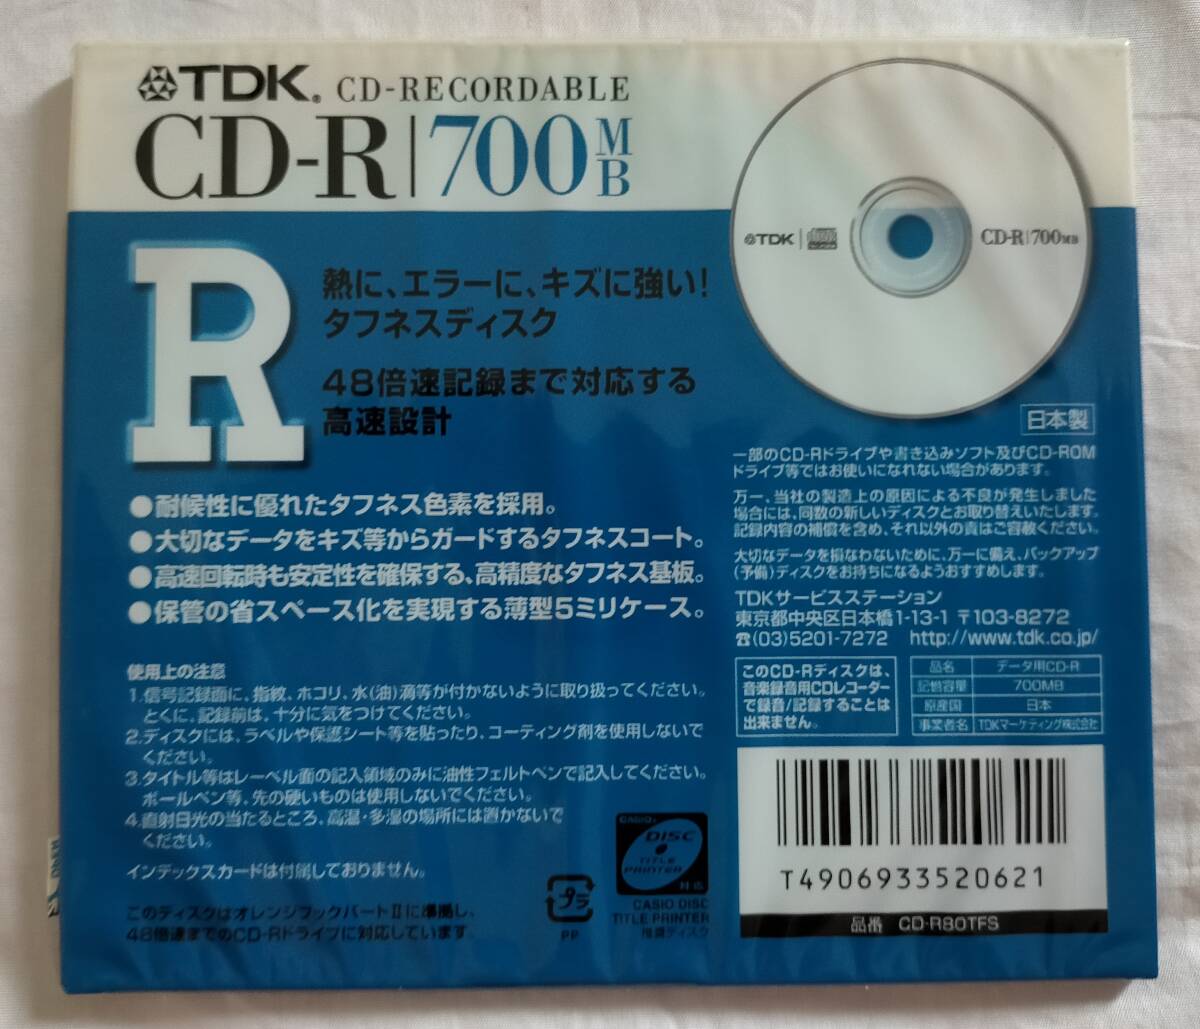 TDK. CD-RECORDABLE
CD-R | 700MB
TDK
CD-R | 700MB
R
熱に、エラーに、キズに強い!
タフネスディスク
48倍速記録まで対応する
高速設計
●耐候性に優れたタフネス色素を採用。
●大切なデータをキズ等からガードするタフネスコート。
●高速回転時も安定性を確保する、高精度なタフネス基板。
●保管の省スペース化を実現する薄型5ミリケース。
使用上の注意
1.信号記録面に、指紋、ホコリ、水(油)滴等が付かないように取り扱ってください。
とくに、記録前は、十分に気をつけてください。
2.ディスクには、ラベルや保護シート等を貼ったり、コーティング剤を使用しないで
ください。
3.タイトル等はレーベル面の記入領域のみに油性フェルトペンで記入してください。
ボールペン等、先の硬いものは使用しないでください。
4.直射日光の当たるところ、高温・多湿の場所には置かないで
ください。
インデックスカードは付属しておりません。
このディスクはオレンジブックパートⅡに準拠し、
48倍速までのCD-Rドライブに対応しています。
プラ
PP
CASIO
DISC
TITLE
PRINTER
対応
CASIO DISC
TITLE PRINTER
推奨ディスク
日本製
一部のCD-Rドライブや書き込みソフト及びCD-ROM
ドライブ等ではお使いになれない場合があります。
万一、当社の製造上の原因による不良が発生しました
場合には、同数の新しいディスクとお取り替えいたします。
記録内容の補償を含め、それ以外の責はご容赦ください。
大切なデータを損なわないために、万一に備え、バックアップ
(予備)ディスクをお持ちになるようおすすめします。
TDKサービスステーション
東京都中央区日本橋1-13-1 〒103-8272
☎(03)5201-7272 http://www.tdk.co.jp/
このCD-Rディスクは、
音楽録音用CDレコーダー
で録音/記録することは
出来ません。
品名 データ用CD-R
記憶容量 700MB
原産国 日本
事業者名 TDKマーケティング株式会社
T4906933520621
品番 CD-R80TFS